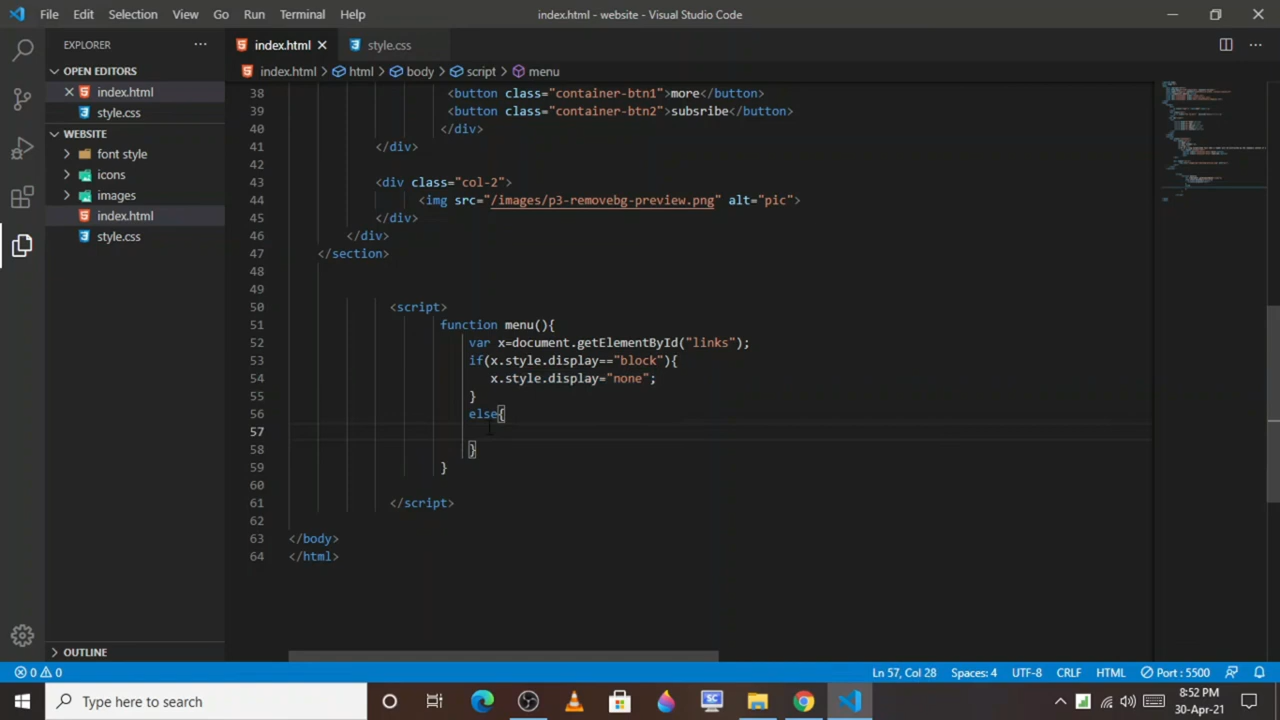 File Edit Selection View Go Run Terminal Help index.html - website - Visual Studio Code
EXPLORER ··· index.html style.css
OPEN EDITORS index.html > html > body > script > menu
index.html
style.css
WEBSITE
font style
icons
images
index.html
style.css
38 <button class="container-btn1">more</button>
39 <button class="container-btn2">subsribe</button>
40 </div>
41 </div>
42
43 <div class="col-2">
44 <img src="/images/p3-removebg-preview.png" alt="pic">
45 </div>
46 </div>
47 </section>
48
49
50 <script>
51 function menu(){
52 var x=document.getElementById("links");
53 if(x.style.display=="block"){
54 x.style.display="none";
55 }
56 else{
57
58 }
59 }
60
61 </script>
62
63 </body>
64 </html>
OUTLINE
0 0 Ln 57, Col 28 Spaces: 4 UTF-8 CRLF HTML Port : 5500
Type here to search
SC
8:52 PM
30-Apr-21